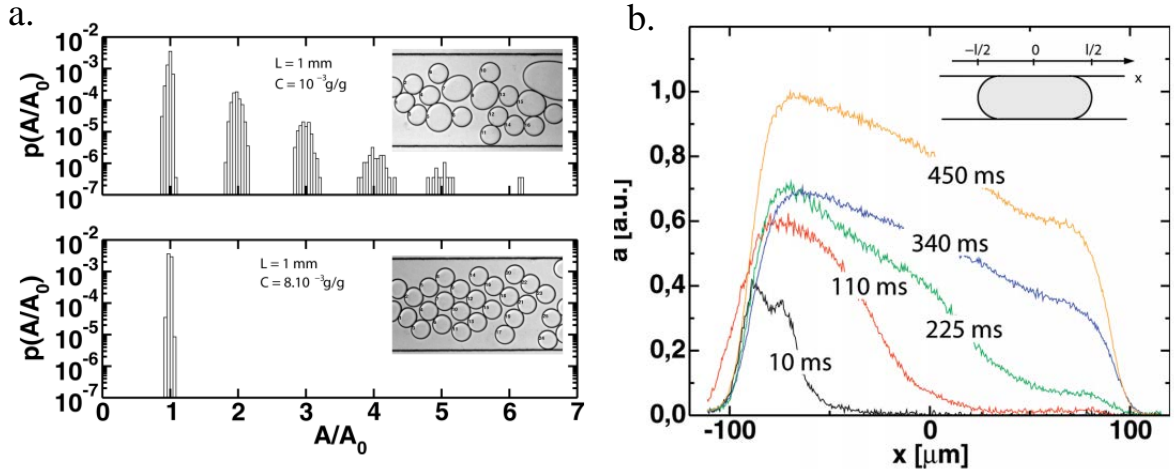 a.
10-2
10-3
10-4
10-5
10-6
10-7
p(A/A0)
L = 1 mm
C = 10 -3 g/g
10-2
10-3
10-4
10-5
10-6
10-7
p(A/A0)
L = 1 mm
C = 8.10 -3 g/g
0 1 2 3 4 5 6 7
A/A0
b.
1,0
0,8
0,6
0,4
0,2
0,0
a [a.u.]
-l/2 0 l/2
x
450 ms
340 ms
110 ms
225 ms
10 ms
-100 0 100
x [μm]